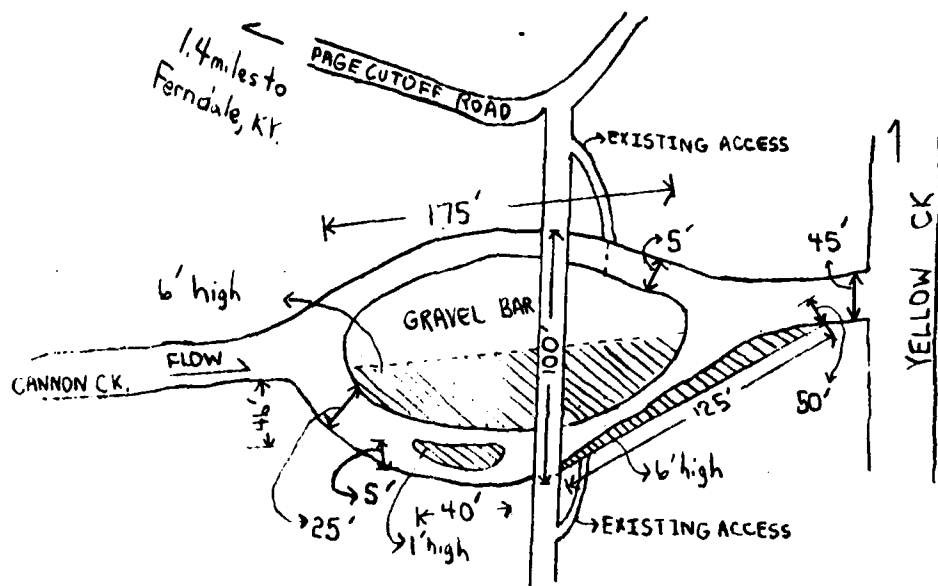 1.4 miles to
Ferndale, KY.
PAGE CUTOFF ROAD
EXISTING ACCESS
175'
5'
45'
YELLOW CK
6' high
GRAVEL BAR
100'
FLOW
CANNON CK.
125'
50'
6' high
5'
40'
25'
1' high
EXISTING ACCESS